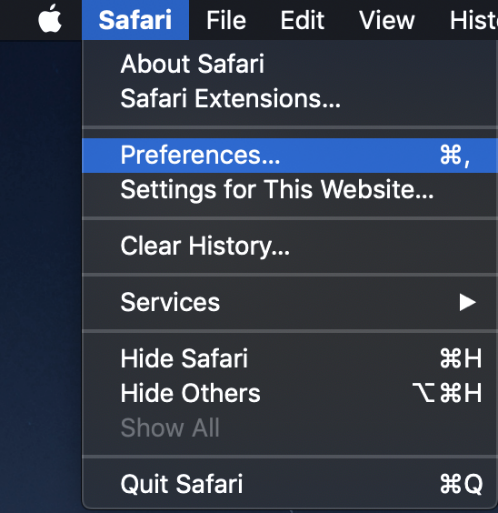 Safari File Edit View Hist
About Safari
Safari Extensions...
Preferences... ⌘,
Settings for This Website...
Clear History...
Services ▶
Hide Safari ⌘H
Hide Others ⌥⌘H
Show All
Quit Safari ⌘Q